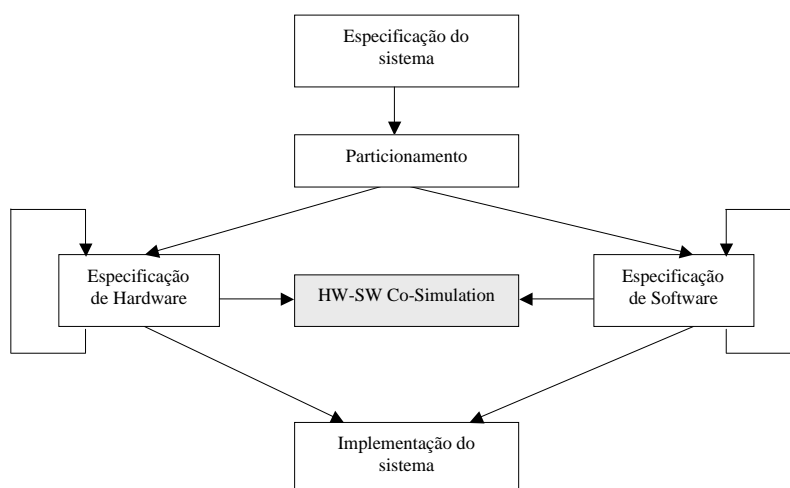 Especificação do
sistema
Particionamento
Especificação
de Hardware
HW-SW Co-Simulation
Especificação
de Software
Implementação do
sistema